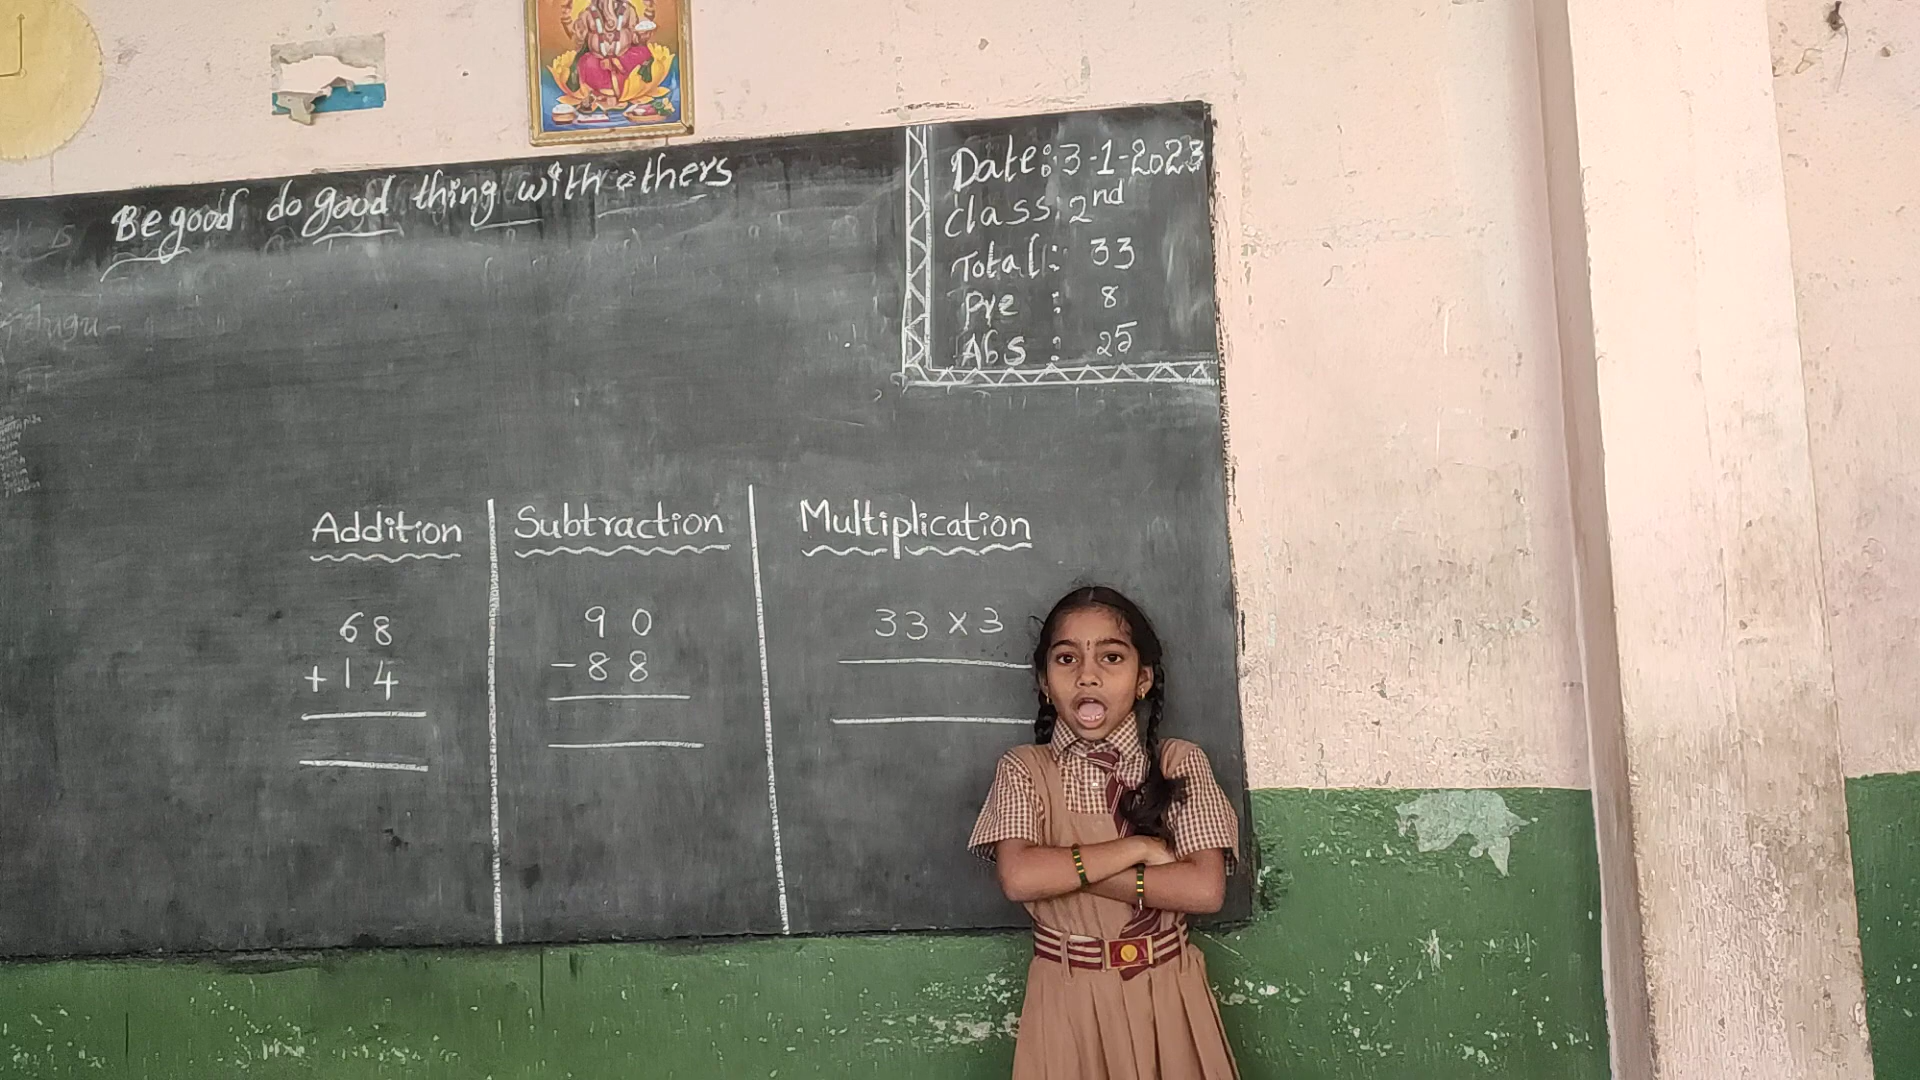 Be good do good thing with others
Date: 3-1-2023
Class: 2nd
Total: 33
Pre : 8
Abs : 25
Addition
68
+14
Subtraction
90
-88
Multiplication
33 x 3